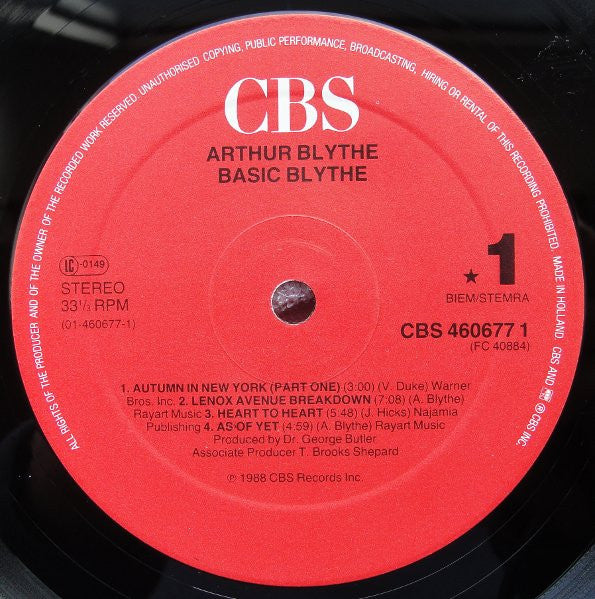 ALL RIGHTS OF THE PRODUCER AND OF THE OWNER OF THE RECORDED WORK RESERVED. UNAUTHORISED COPYING, PUBLIC PERFORMANCE, BROADCASTING, HIRING OR RENTAL OF THIS RECORDING PROHIBITED. MADE IN HOLLAND. CBS AND ℗ CBS INC.
CBS
ARTHUR BLYTHE
BASIC BLYTHE
LC-0149
STEREO
33⅓ RPM
(01-460677-1)
★ 1
BIEM/STEMRA
CBS 460677 1
(FC 40884)
1. AUTUMN IN NEW YORK (PART ONE) (3:00) (V. Duke) Warner
Bros. Inc. 2. LENOX AVENUE BREAKDOWN (7:08) (A. Blythe)
Rayart Music 3. HEART TO HEART (5:48) (J. Hicks) Najamia
Publishing 4. AS OF YET (4:59) (A. Blythe) Rayart Music
Produced by Dr. George Butler
Associate Producer T. Brooks Shepard
℗ 1988 CBS Records Inc.